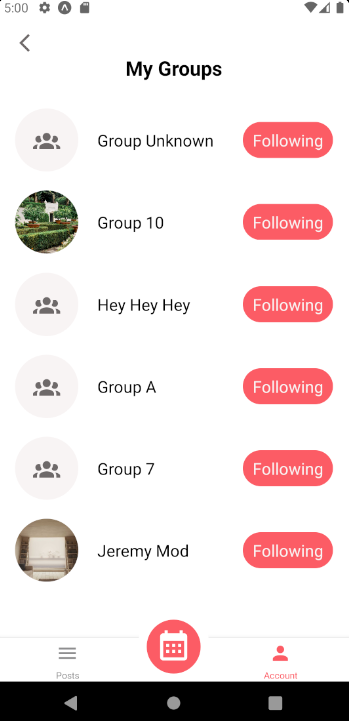 5:00
My Groups
Group Unknown
Following
Group 10
Following
Hey Hey Hey
Following
Group A
Following
Group 7
Following
Jeremy Mod
Following
Posts
Account